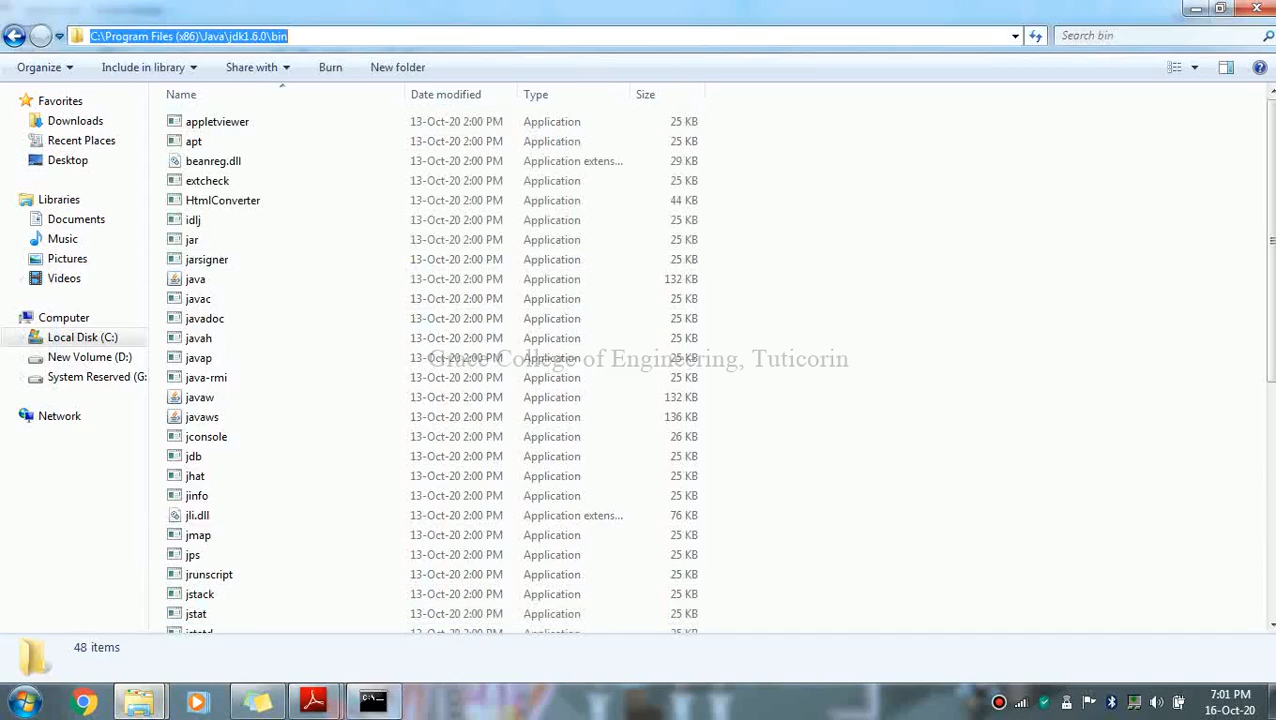 C:\Program Files (x86)\Java\jdk1.6.0\bin
Search bin
Organize Include in library Share with Burn New folder
Favorites
Downloads
Recent Places
Desktop
Libraries
Documents
Music
Pictures
Videos
Computer
Local Disk (C:)
New Volume (D:)
System Reserved (G:
Network
Name Date modified Type Size
appletviewer 13-Oct-20 2:00 PM Application 25 KB
apt 13-Oct-20 2:00 PM Application 25 KB
beanreg.dll 13-Oct-20 2:00 PM Application extens... 29 KB
extcheck 13-Oct-20 2:00 PM Application 25 KB
HtmlConverter 13-Oct-20 2:00 PM Application 44 KB
idlj 13-Oct-20 2:00 PM Application 25 KB
jar 13-Oct-20 2:00 PM Application 25 KB
jarsigner 13-Oct-20 2:00 PM Application 25 KB
java 13-Oct-20 2:00 PM Application 132 KB
javac 13-Oct-20 2:00 PM Application 25 KB
javadoc 13-Oct-20 2:00 PM Application 25 KB
javah 13-Oct-20 2:00 PM Application 25 KB
javap 13-Oct-20 2:00 PM Application 25 KB
Grace College of Engineering, Tuticorin
java-rmi 13-Oct-20 2:00 PM Application 25 KB
javaw 13-Oct-20 2:00 PM Application 132 KB
javaws 13-Oct-20 2:00 PM Application 136 KB
jconsole 13-Oct-20 2:00 PM Application 26 KB
jdb 13-Oct-20 2:00 PM Application 25 KB
jhat 13-Oct-20 2:00 PM Application 25 KB
jinfo 13-Oct-20 2:00 PM Application 25 KB
jli.dll 13-Oct-20 2:00 PM Application extens... 76 KB
jmap 13-Oct-20 2:00 PM Application 25 KB
jps 13-Oct-20 2:00 PM Application 25 KB
jrunscript 13-Oct-20 2:00 PM Application 25 KB
jstack 13-Oct-20 2:00 PM Application 25 KB
jstat 13-Oct-20 2:00 PM Application 25 KB
jstatd 13-Oct-20 2:00 PM Application 25 KB
48 items
7:01 PM
16-Oct-20